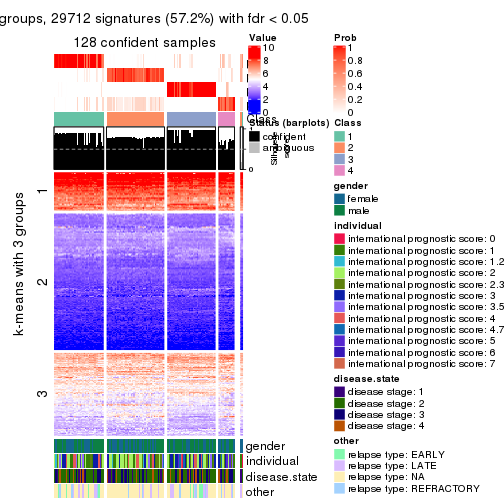 groups, 29712 signatures (57.2%) with fdr < 0.05
128 confident samples
k-means with 3 groups
1
2
3
gender
individual
disease.state
other
Class
Silhouette
score
0
Value
10
8
6
4
2
0
Status (barplots)
confident
ambiguous
Prob
1
0.8
0.6
0.4
0.2
0
Class
1
2
3
4
gender
female
male
individual
international prognostic score: 0
international prognostic score: 1
international prognostic score: 1.2
international prognostic score: 2
international prognostic score: 2.3
international prognostic score: 3
international prognostic score: 3.5
international prognostic score: 4
international prognostic score: 4.7
international prognostic score: 5
international prognostic score: 6
international prognostic score: 7
disease.state
disease stage: 1
disease stage: 2
disease stage: 3
disease stage: 4
other
relapse type: EARLY
relapse type: LATE
relapse type: NA
relapse type: REFRACTORY